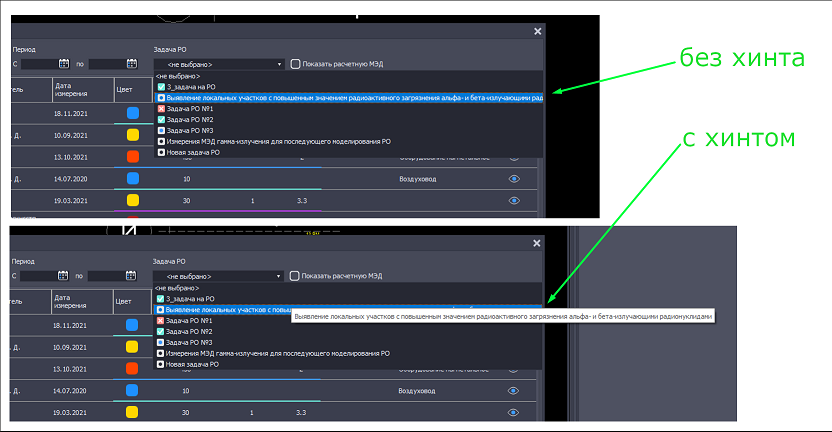 Период
Задача РО
С
по
<не выбрано>
Показать расчетную МЭД
<не выбрано>
3_задача на РО
Выявление локальных участков с повышенным значением радиоактивного загрязнения альфа- и бета-излучающими рад
Задача РО №1
Задача РО №2
Задача РО №3
Измерения МЭД гамма-излучения для последующего моделирования РО
Новая задача РО
тель
Дата
измерения
Цвет
18.11.2021
. Д.
10.09.2021
13.10.2021
. Д.
14.07.2020
10
Воздуховод
19.03.2021
30
1
3.3
без хинта
с хинтом
Период
Задача РО
С
по
<не выбрано>
Показать расчетную МЭД
<не выбрано>
3_задача на РО
Выявление локальных участков с повы
Выявление локальных участков с повышенным значением радиоактивного загрязнения альфа- и бета-излучающими радионуклидами
Задача РО №1
Задача РО №2
Задача РО №3
Измерения МЭД гамма-излучения для последующего моделирования РО
Новая задача РО
тель
Дата
измерения
Цвет
18.11.2021
. Д.
10.09.2021
13.10.2021
. Д.
14.07.2020
10
Воздуховод
19.03.2021
30
1
3.3